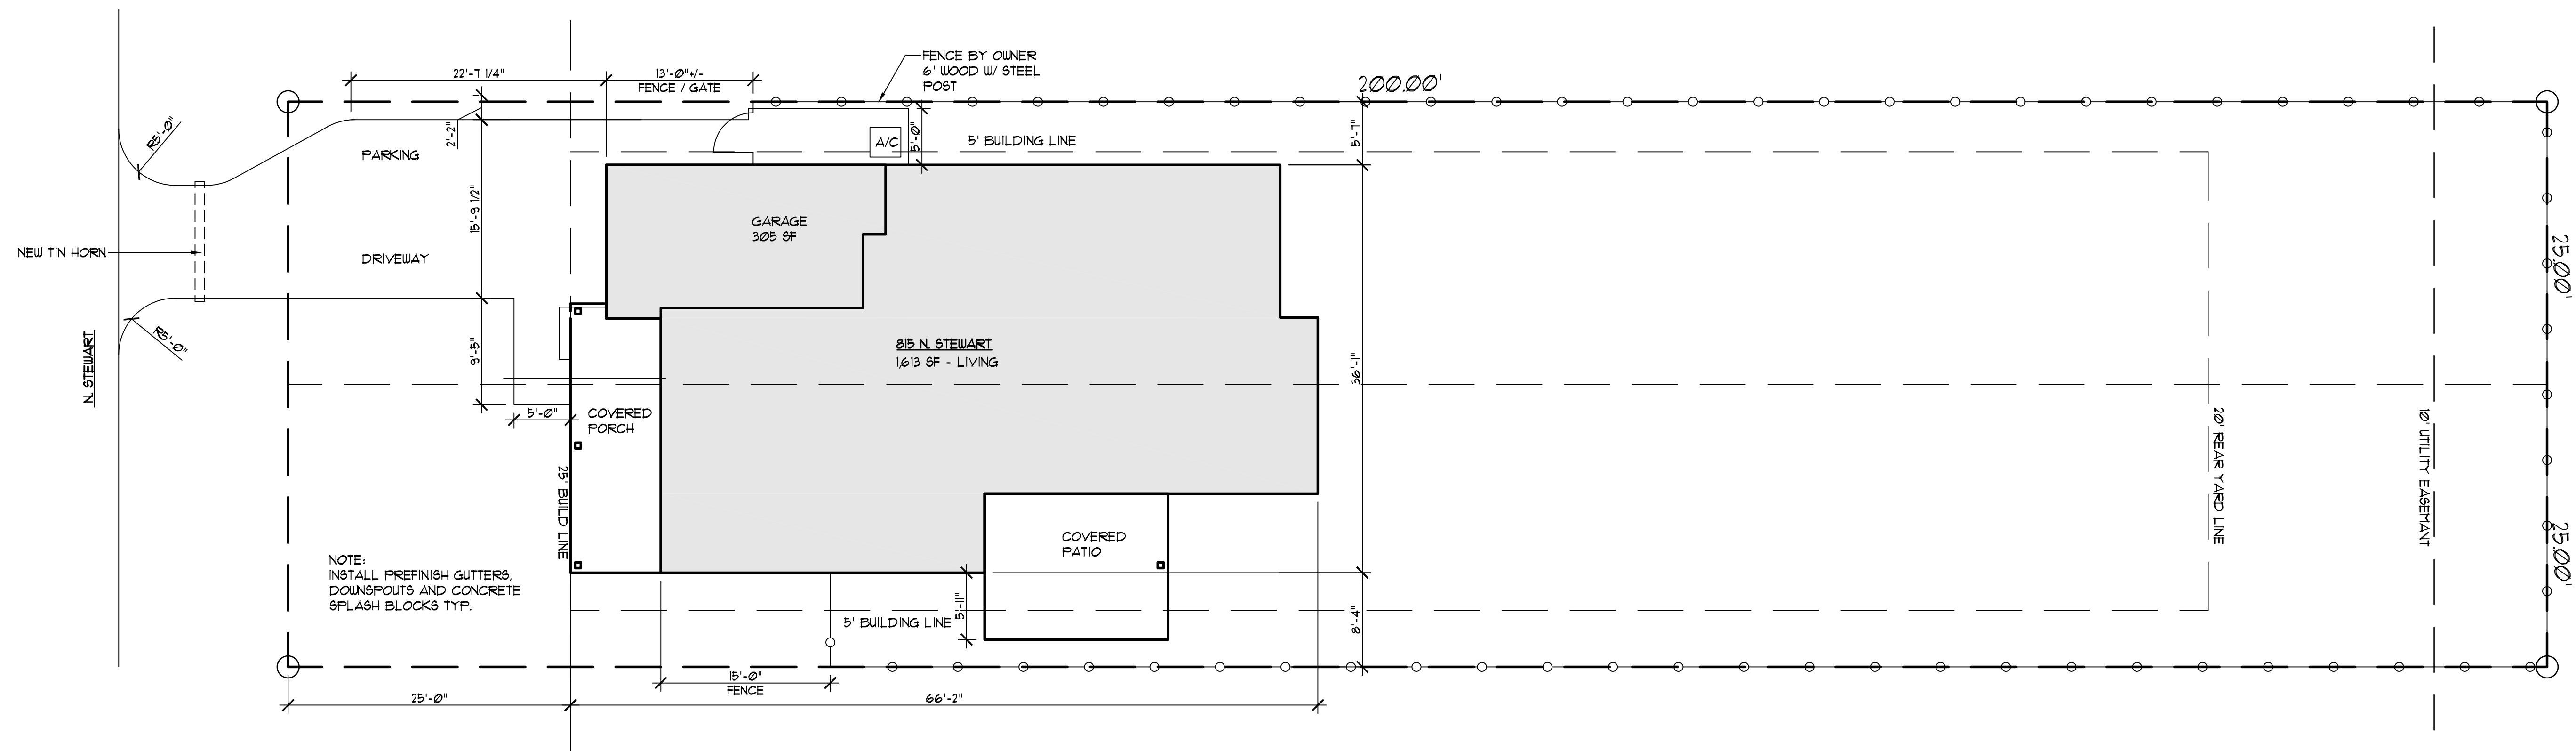 FENCE BY OWNER
6' WOOD W/ STEEL
POST
200.00'
22'-7 1/4"
13'-0"+/-
FENCE / GATE
R5'-0"
2'-2"
PARKING
A/C
5'-0"
5' BUILDING LINE
5'-7"
15'-9 1/2"
GARAGE
305 SF
NEW TIN HORN
DRIVEWAY
25.00'
R5'-0"
N. STEWART
9'-5"
815 N. STEWART
1,613 SF - LIVING
36'-1"
5'-0"
COVERED
PORCH
20' REAR YARD LINE
10' UTILITY EASEMANT
25' BUILD LINE
COVERED
PATIO
25.00'
NOTE:
INSTALL PREFINISH GUTTERS,
DOWNSPOUTS AND CONCRETE
SPLASH BLOCKS TYP.
5'-11"
5' BUILDING LINE
8'-4"
15'-0"
FENCE
25'-0"
66'-2"